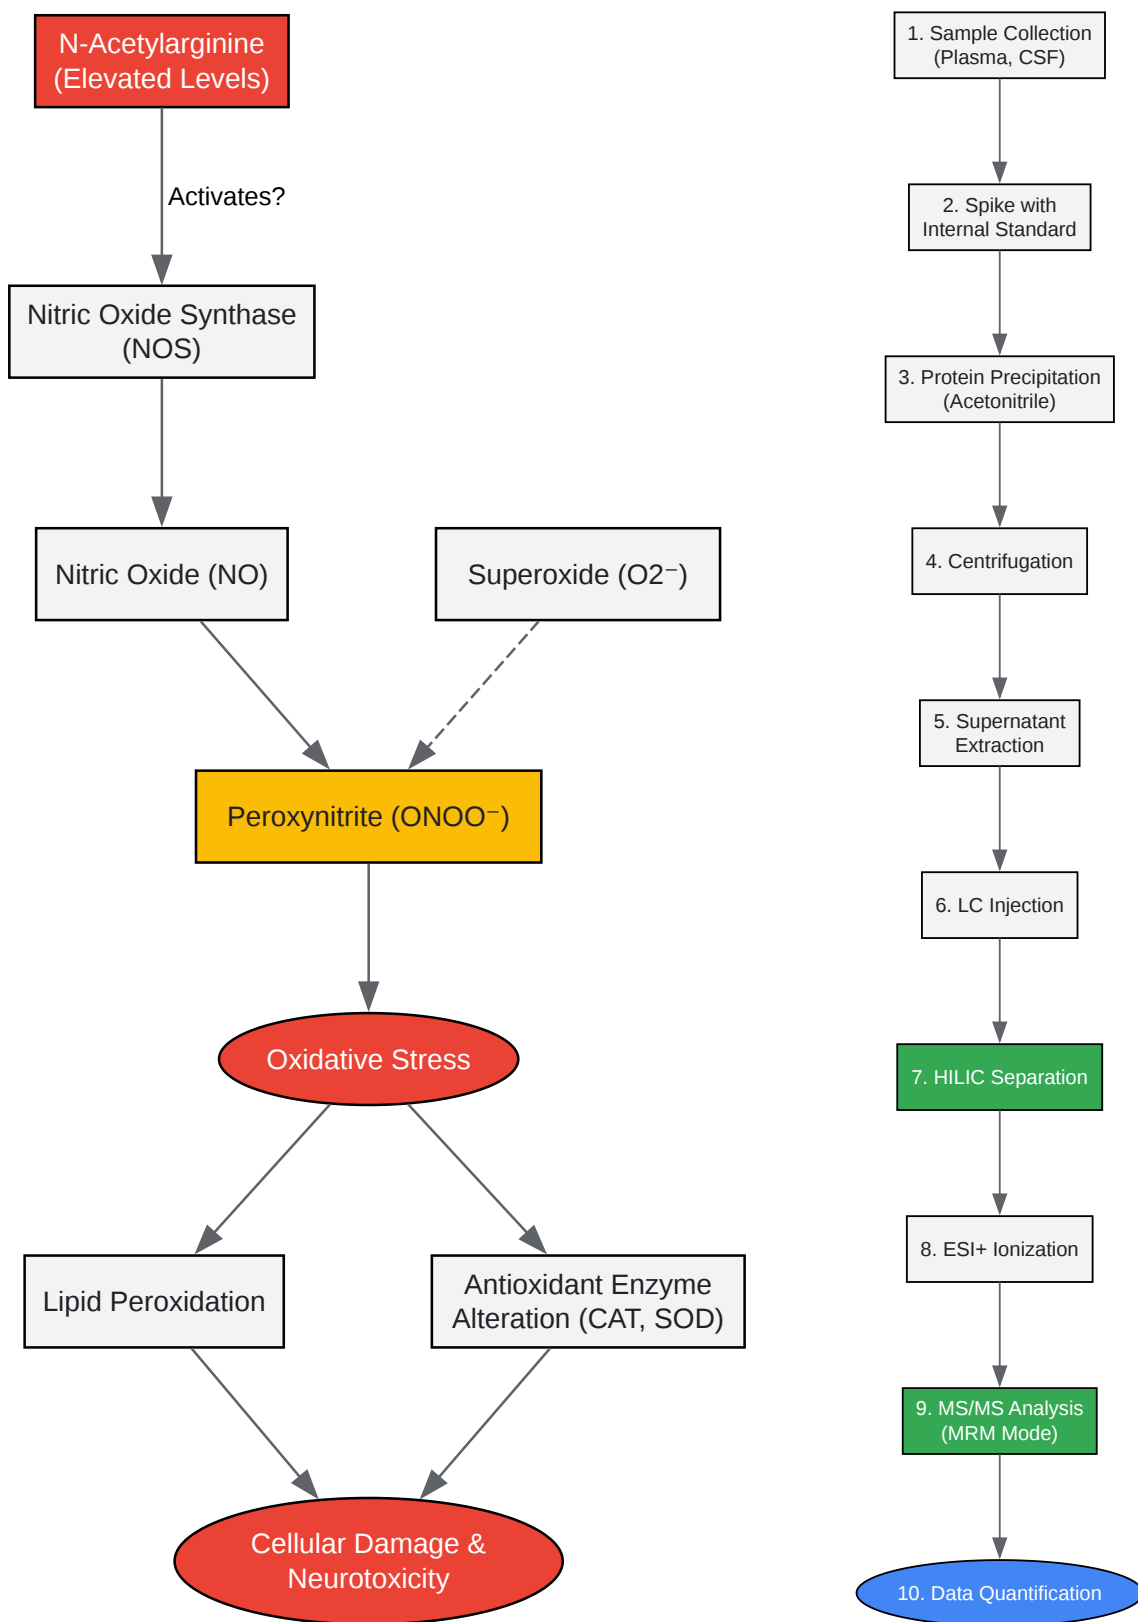 N-Acetylarginine
(Elevated Levels)
Activates?
Nitric Oxide Synthase
(NOS)
Nitric Oxide (NO)
Superoxide (O2⁻)
Peroxynitrite (ONOO⁻)
Oxidative Stress
Lipid Peroxidation
Antioxidant Enzyme
Alteration (CAT, SOD)
Cellular Damage &
Neurotoxicity
1. Sample Collection
(Plasma, CSF)
2. Spike with
Internal Standard
3. Protein Precipitation
(Acetonitrile)
4. Centrifugation
5. Supernatant
Extraction
6. LC Injection
7. HILIC Separation
8. ESI+ Ionization
9. MS/MS Analysis
(MRM Mode)
10. Data Quantification